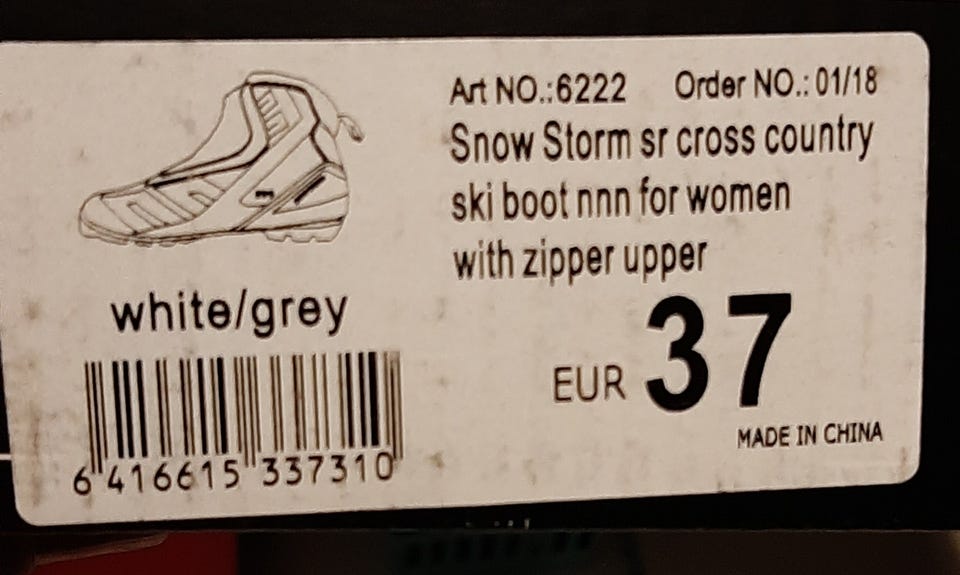 Art NO.:6222 Order NO.: 01/18
Snow Storm sr cross country
ski boot nnn for women
with zipper upper
white/grey
EUR 37
MADE IN CHINA
6 416615 337310